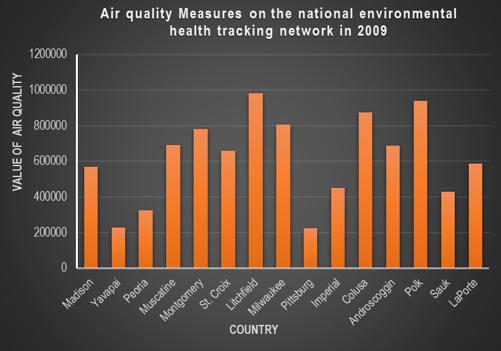 Air quality Measures on the national environmental
health tracking network in 2009
VALUE OF AIR QUALITY
1200000
1000000
800000
600000
400000
200000
0
Madison
Yavapai
Peoria
Muscatine
Montgomery
St. Croix
Litchfield
Milwaukee
Pittsburg
Imperial
Colusa
Androscoggin
Polk
Sauk
LaPorte
COUNTRY